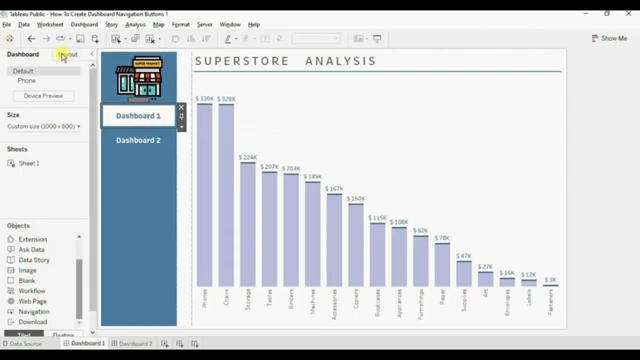 Tableau Public - How To Create Dashboard Navigation Buttons 1
File Data Worksheet Dashboard Story Analysis Map Format Server Window Help
Show Me
Dashboard Layout
Default
Phone
Device Preview
Size
Custom size (1000 x 600)
Sheets
Sheet 1
Objects
Extension
Ask Data
Data Story
Image
Blank
Workflow
Web Page
Navigation
Download
Tiled Floating
SUPER MARKET
Dashboard 1
Dashboard 2
SUPERSTORE ANALYSIS
$ 330K $ 328K $ 224K $ 207K $ 203K $ 189K $ 167K $ 150K $ 115K $ 108K $ 92K $ 78K $ 47K $ 27K $ 16K $ 12K $ 3K
Phones Chairs Storage Tables Binders Machines Accessories Copiers Bookcases Appliances Furnishings Paper Supplies Art Envelopes Labels Fasteners
Data Source Dashboard 1 Dashboard 2